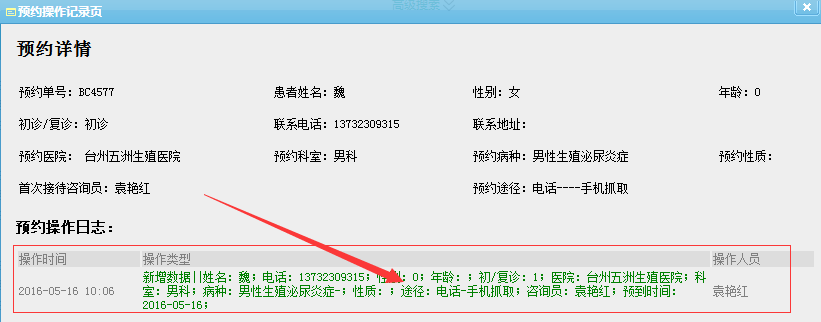 预约操作记录页
预约详情
预约单号：BC4577 患者姓名：魏 性别：女 年龄：0
初诊/复诊：初诊 联系电话：13732309315 联系地址：
预约医院： 台州五洲生殖医院 预约科室：男科 预约病种：男性生殖泌尿炎症 预约性质：
首次接待咨询员：袁艳红 预约途径：电话----手机抓取
预约操作日志：
操作时间 操作类型 操作人员
新增数据||姓名：魏；电话：13732309315；性别：0；年龄：；初/复诊：1；医院：台州五洲生殖医院；科
2016-05-16 10:06 室：男科；病种：男性生殖泌尿炎症-；性质：；途径：电话-手机抓取；咨询员：袁艳红；预到时间： 袁艳红
2016-05-16；